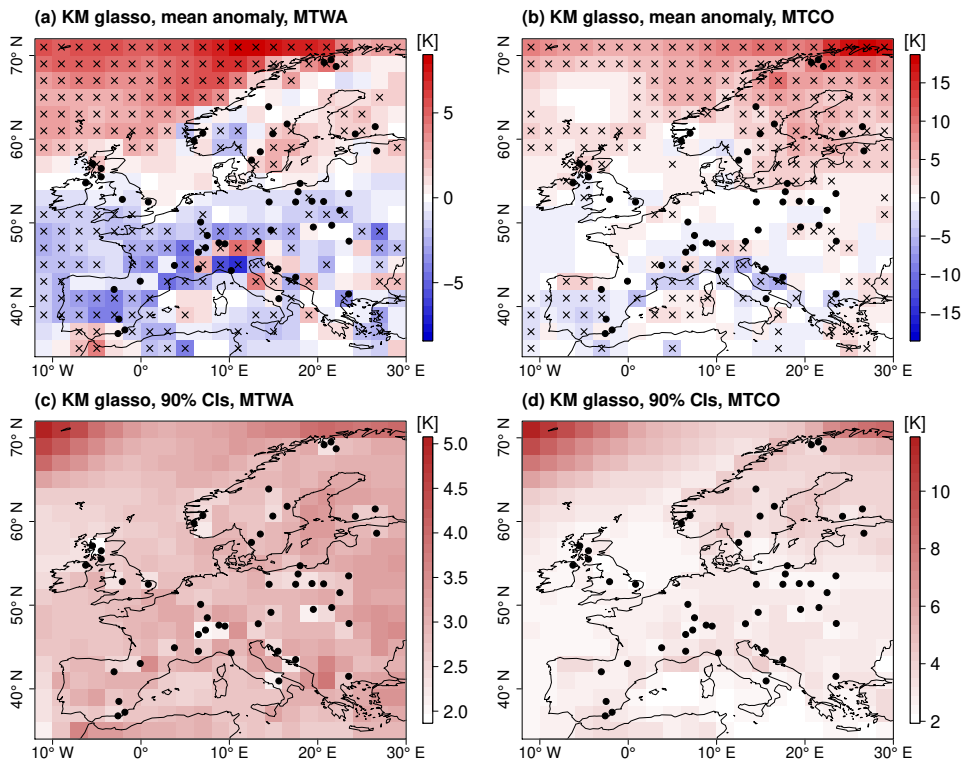 (a) KM glasso, mean anomaly, MTWA
[K]
70° N
60° N
50° N
40° N
5
0
−5
10° W
0°
10° E
20° E
30° E
(b) KM glasso, mean anomaly, MTCO
[K]
70° N
60° N
50° N
40° N
15
10
5
0
−5
−10
−15
10° W
0°
10° E
20° E
30° E
(c) KM glasso, 90% CIs, MTWA
[K]
70° N
60° N
50° N
40° N
5.0
4.5
4.0
3.5
3.0
2.5
2.0
10° W
0°
10° E
20° E
30° E
(d) KM glasso, 90% CIs, MTCO
[K]
70° N
60° N
50° N
40° N
10
8
6
4
2
10° W
0°
10° E
20° E
30° E